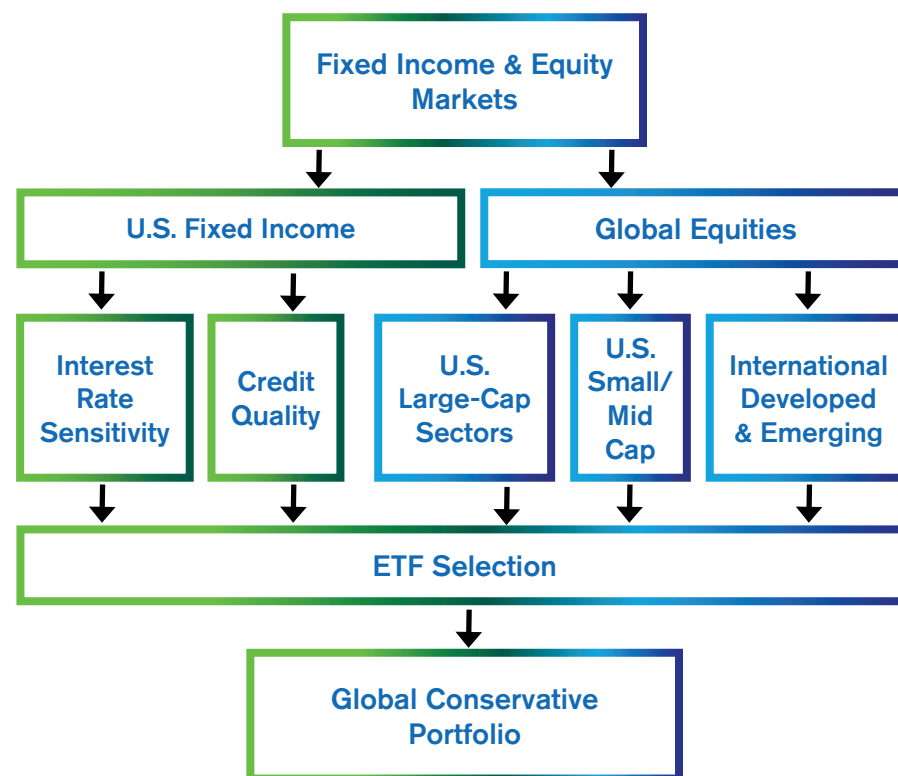 Fixed Income & Equity
Markets
U.S. Fixed Income
Global Equities
Interest
Rate
Sensitivity
Credit
Quality
U.S.
Large-Cap
Sectors
U.S.
Small/
Mid
Cap
International
Developed
& Emerging
ETF Selection
Global Conservative
Portfolio